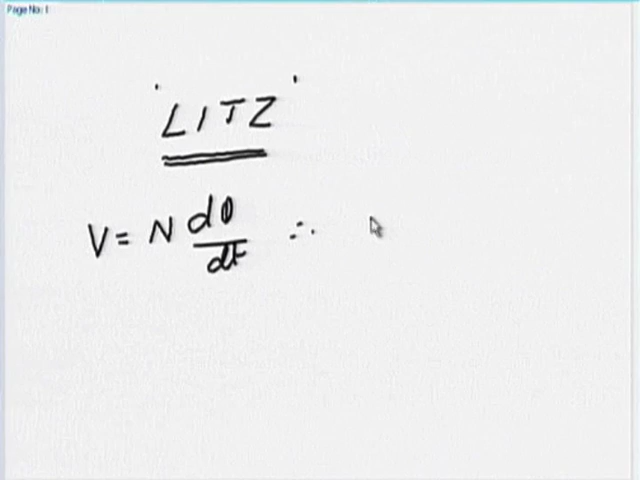 Page No: 1
'LITZ'
V = N dΦ/dt ∴